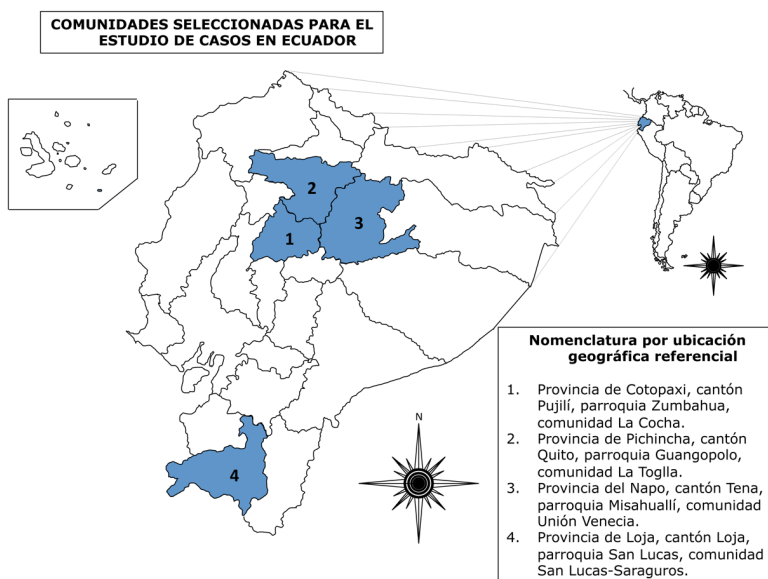 COMUNIDADES SELECCIONADAS PARA EL
ESTUDIO DE CASOS EN ECUADOR
2
3
1
4
N
Nomenclatura por ubicación
geográfica referencial
1. Provincia de Cotopaxi, cantón
Pujilí, parroquia Zumbahua,
comunidad La Cocha.
2. Provincia de Pichincha, cantón
Quito, parroquia Guangopolo,
comunidad La Toglla.
3. Provincia del Napo, cantón Tena,
parroquia Misahuallí, comunidad
Unión Venecia.
4. Provincia de Loja, cantón Loja,
parroquia San Lucas, comunidad
San Lucas-Saraguros.